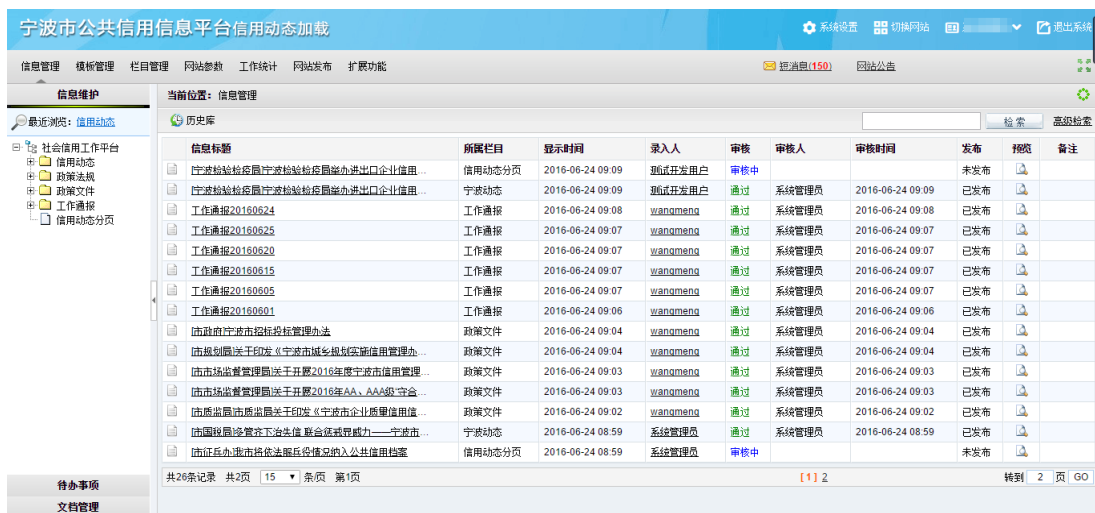 宁波市公共信用信息平台信用动态加载 系统设置 切换网站 退出系统
信息管理 模板管理 栏目管理 网站参数 工作统计 网站发布 扩展功能 短消息(150) 网站公告
信息维护 当前位置：信息管理
最近浏览：信用动态 历史库 检索 高级检索
社会信用工作平台
信用动态
政策法规
政策文件
工作通报
信用动态分页
信息标题 所属栏目 显示时间 录入人 审核 审核人 审核时间 发布 预览 备注
[宁波检验检疫局]宁波检验检疫局举办进出口企业信用... 信用动态分页 2016-06-24 09:09 测试开发用户 审核中 未发布
[宁波检验检疫局]宁波检验检疫局举办进出口企业信用... 宁波动态 2016-06-24 09:09 测试开发用户 通过 系统管理员 2016-06-24 09:09 已发布
工作通报20160624 工作通报 2016-06-24 09:08 wangmeng 通过 系统管理员 2016-06-24 09:08 已发布
工作通报20160625 工作通报 2016-06-24 09:07 wangmeng 通过 系统管理员 2016-06-24 09:07 已发布
工作通报20160620 工作通报 2016-06-24 09:07 wangmeng 通过 系统管理员 2016-06-24 09:07 已发布
工作通报20160615 工作通报 2016-06-24 09:07 wangmeng 通过 系统管理员 2016-06-24 09:07 已发布
工作通报20160605 工作通报 2016-06-24 09:07 wangmeng 通过 系统管理员 2016-06-24 09:07 已发布
工作通报20160601 工作通报 2016-06-24 09:06 wangmeng 通过 系统管理员 2016-06-24 09:06 已发布
[市政府]宁波市招标投标管理办法 政策文件 2016-06-24 09:04 wangmeng 通过 系统管理员 2016-06-24 09:04 已发布
[市规划局]关于印发《宁波市城乡规划实施信用管理办... 政策文件 2016-06-24 09:04 wangmeng 通过 系统管理员 2016-06-24 09:04 已发布
[市市场监督管理局]关于开展2016年度宁波市信用管理... 政策文件 2016-06-24 09:03 wangmeng 通过 系统管理员 2016-06-24 09:03 已发布
[市市场监督管理局]关于开展2016年AA、AAA级“守合... 政策文件 2016-06-24 09:03 wangmeng 通过 系统管理员 2016-06-24 09:03 已发布
[市质监局]市质监局关于印发《宁波市企业质量信用信... 政策文件 2016-06-24 09:02 wangmeng 通过 系统管理员 2016-06-24 09:02 已发布
[市国税局]多管齐下治失信 联合惩戒显威力——宁波市... 宁波动态 2016-06-24 08:59 系统管理员 通过 系统管理员 2016-06-24 08:59 已发布
[市征兵办]我市将依法服兵役情况纳入公共信用档案 信用动态分页 2016-06-24 08:59 系统管理员 审核中 未发布
共26条记录 共2页 15 条/页 第1页 [1] 2 转到 2 页 GO
待办事项
文档管理